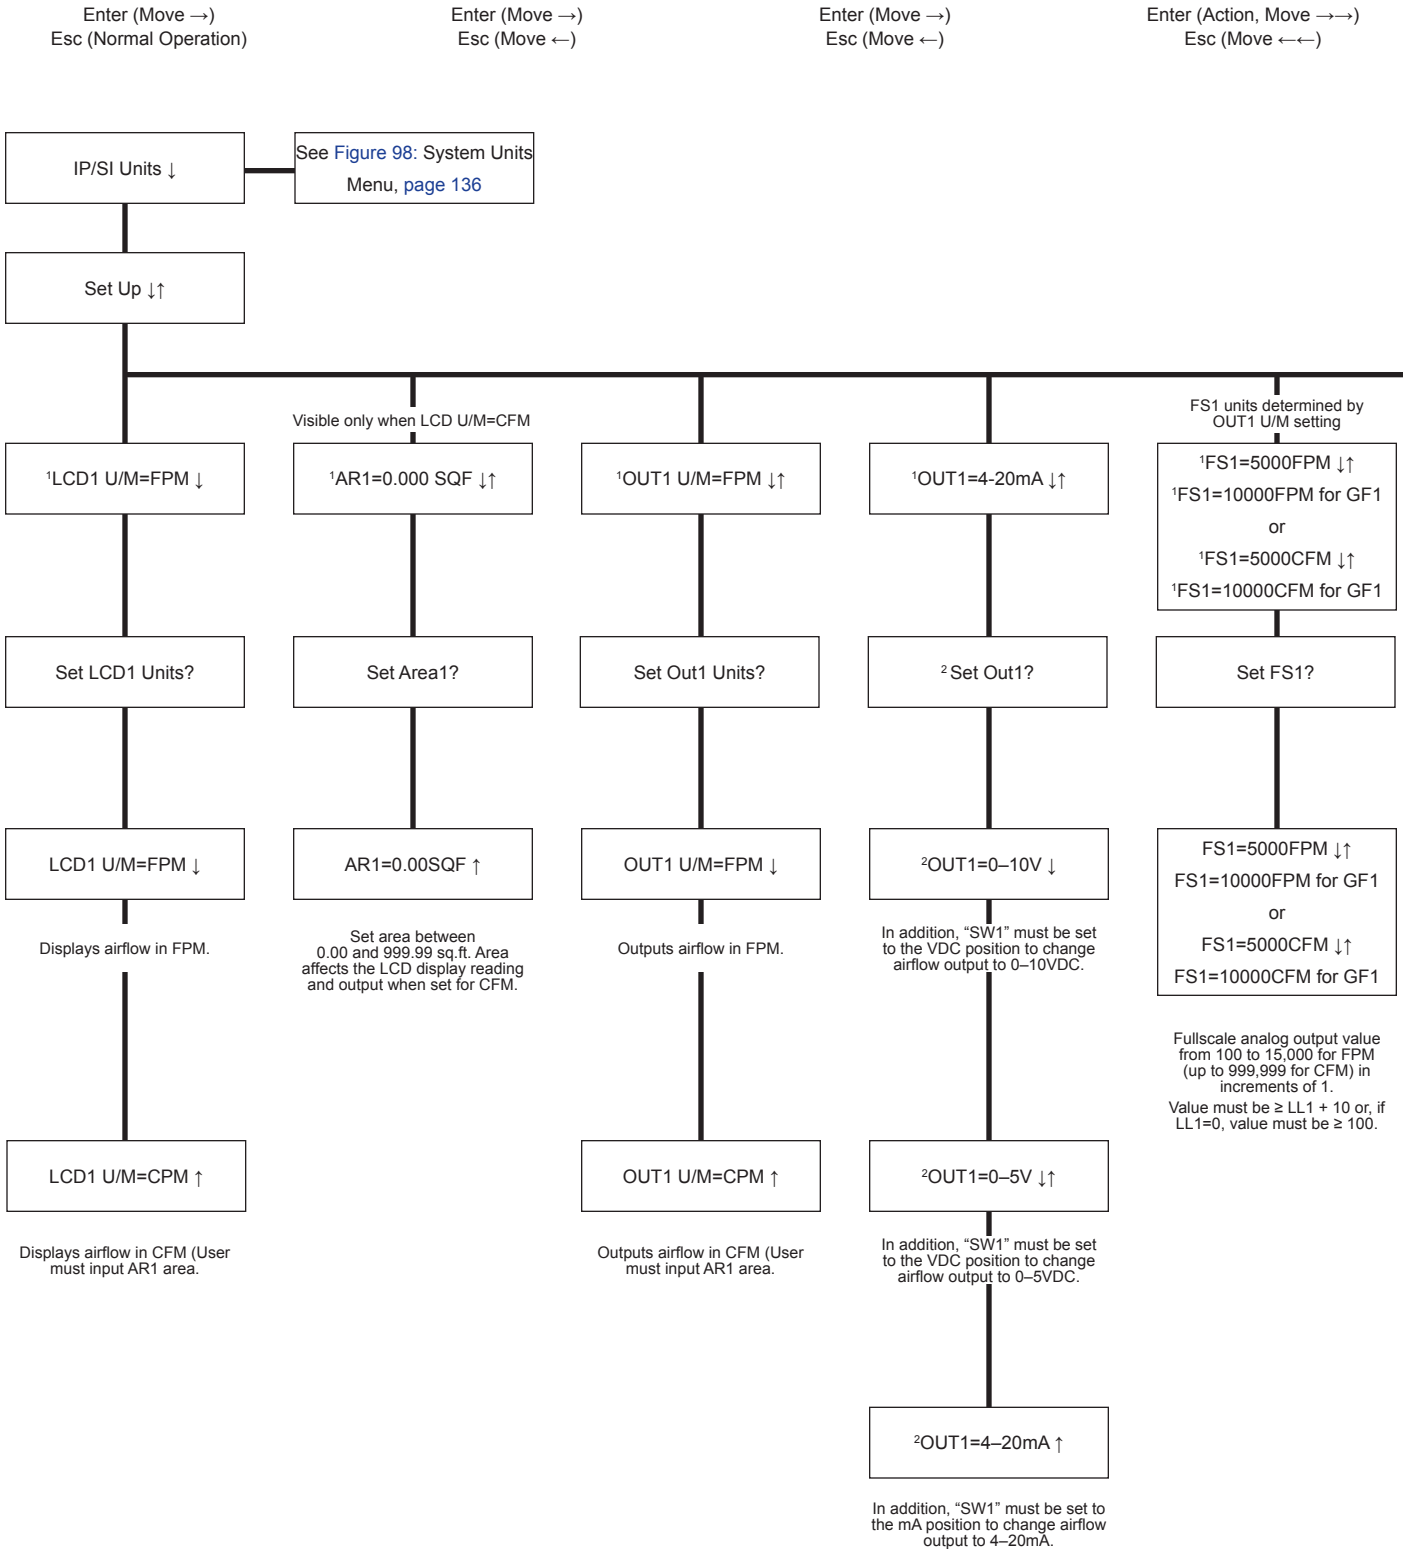 Enter (Move →)
Esc (Normal Operation)
Enter (Move →)
Esc (Move ←)
Enter (Move →)
Esc (Move ←)
Enter (Action, Move →→)
Esc (Move ←←)
IP/SI Units ↓
See Figure 98: System Units
Menu, page 136
Set Up ↓↑
¹LCD1 U/M=FPM ↓
Set LCD1 Units?
LCD1 U/M=FPM ↓
Displays airflow in FPM.
LCD1 U/M=CPM ↑
Displays airflow in CFM (User
must input AR1 area.
Visible only when LCD U/M=CFM
¹AR1=0.000 SQF ↓↑
Set Area1?
AR1=0.00SQF ↑
Set area between
0.00 and 999.99 sq.ft. Area
affects the LCD display reading
and output when set for CFM.
¹OUT1 U/M=FPM ↓↑
Set Out1 Units?
OUT1 U/M=FPM ↓
Outputs airflow in FPM.
OUT1 U/M=CPM ↑
Outputs airflow in CFM (User
must input AR1 area.
¹OUT1=4-20mA ↓↑
² Set Out1?
²OUT1=0–10V ↓
In addition, “SW1” must be set
to the VDC position to change
airflow output to 0–10VDC.
²OUT1=0–5V ↓↑
In addition, “SW1” must be set
to the VDC position to change
airflow output to 0–5VDC.
²OUT1=4–20mA ↑
In addition, “SW1” must be set to
the mA position to change airflow
output to 4–20mA.
FS1 units determined by
OUT1 U/M setting
¹FS1=5000FPM ↓↑
¹FS1=10000FPM for GF1
or
¹FS1=5000CFM ↓↑
¹FS1=10000CFM for GF1
Set FS1?
FS1=5000FPM ↓↑
FS1=10000FPM for GF1
or
FS1=5000CFM ↓↑
FS1=10000CFM for GF1
Fullscale analog output value
from 100 to 15,000 for FPM
(up to 999,999 for CFM) in
increments of 1.
Value must be ≥ LL1 + 10 or, if
LL1=0, value must be ≥ 100.